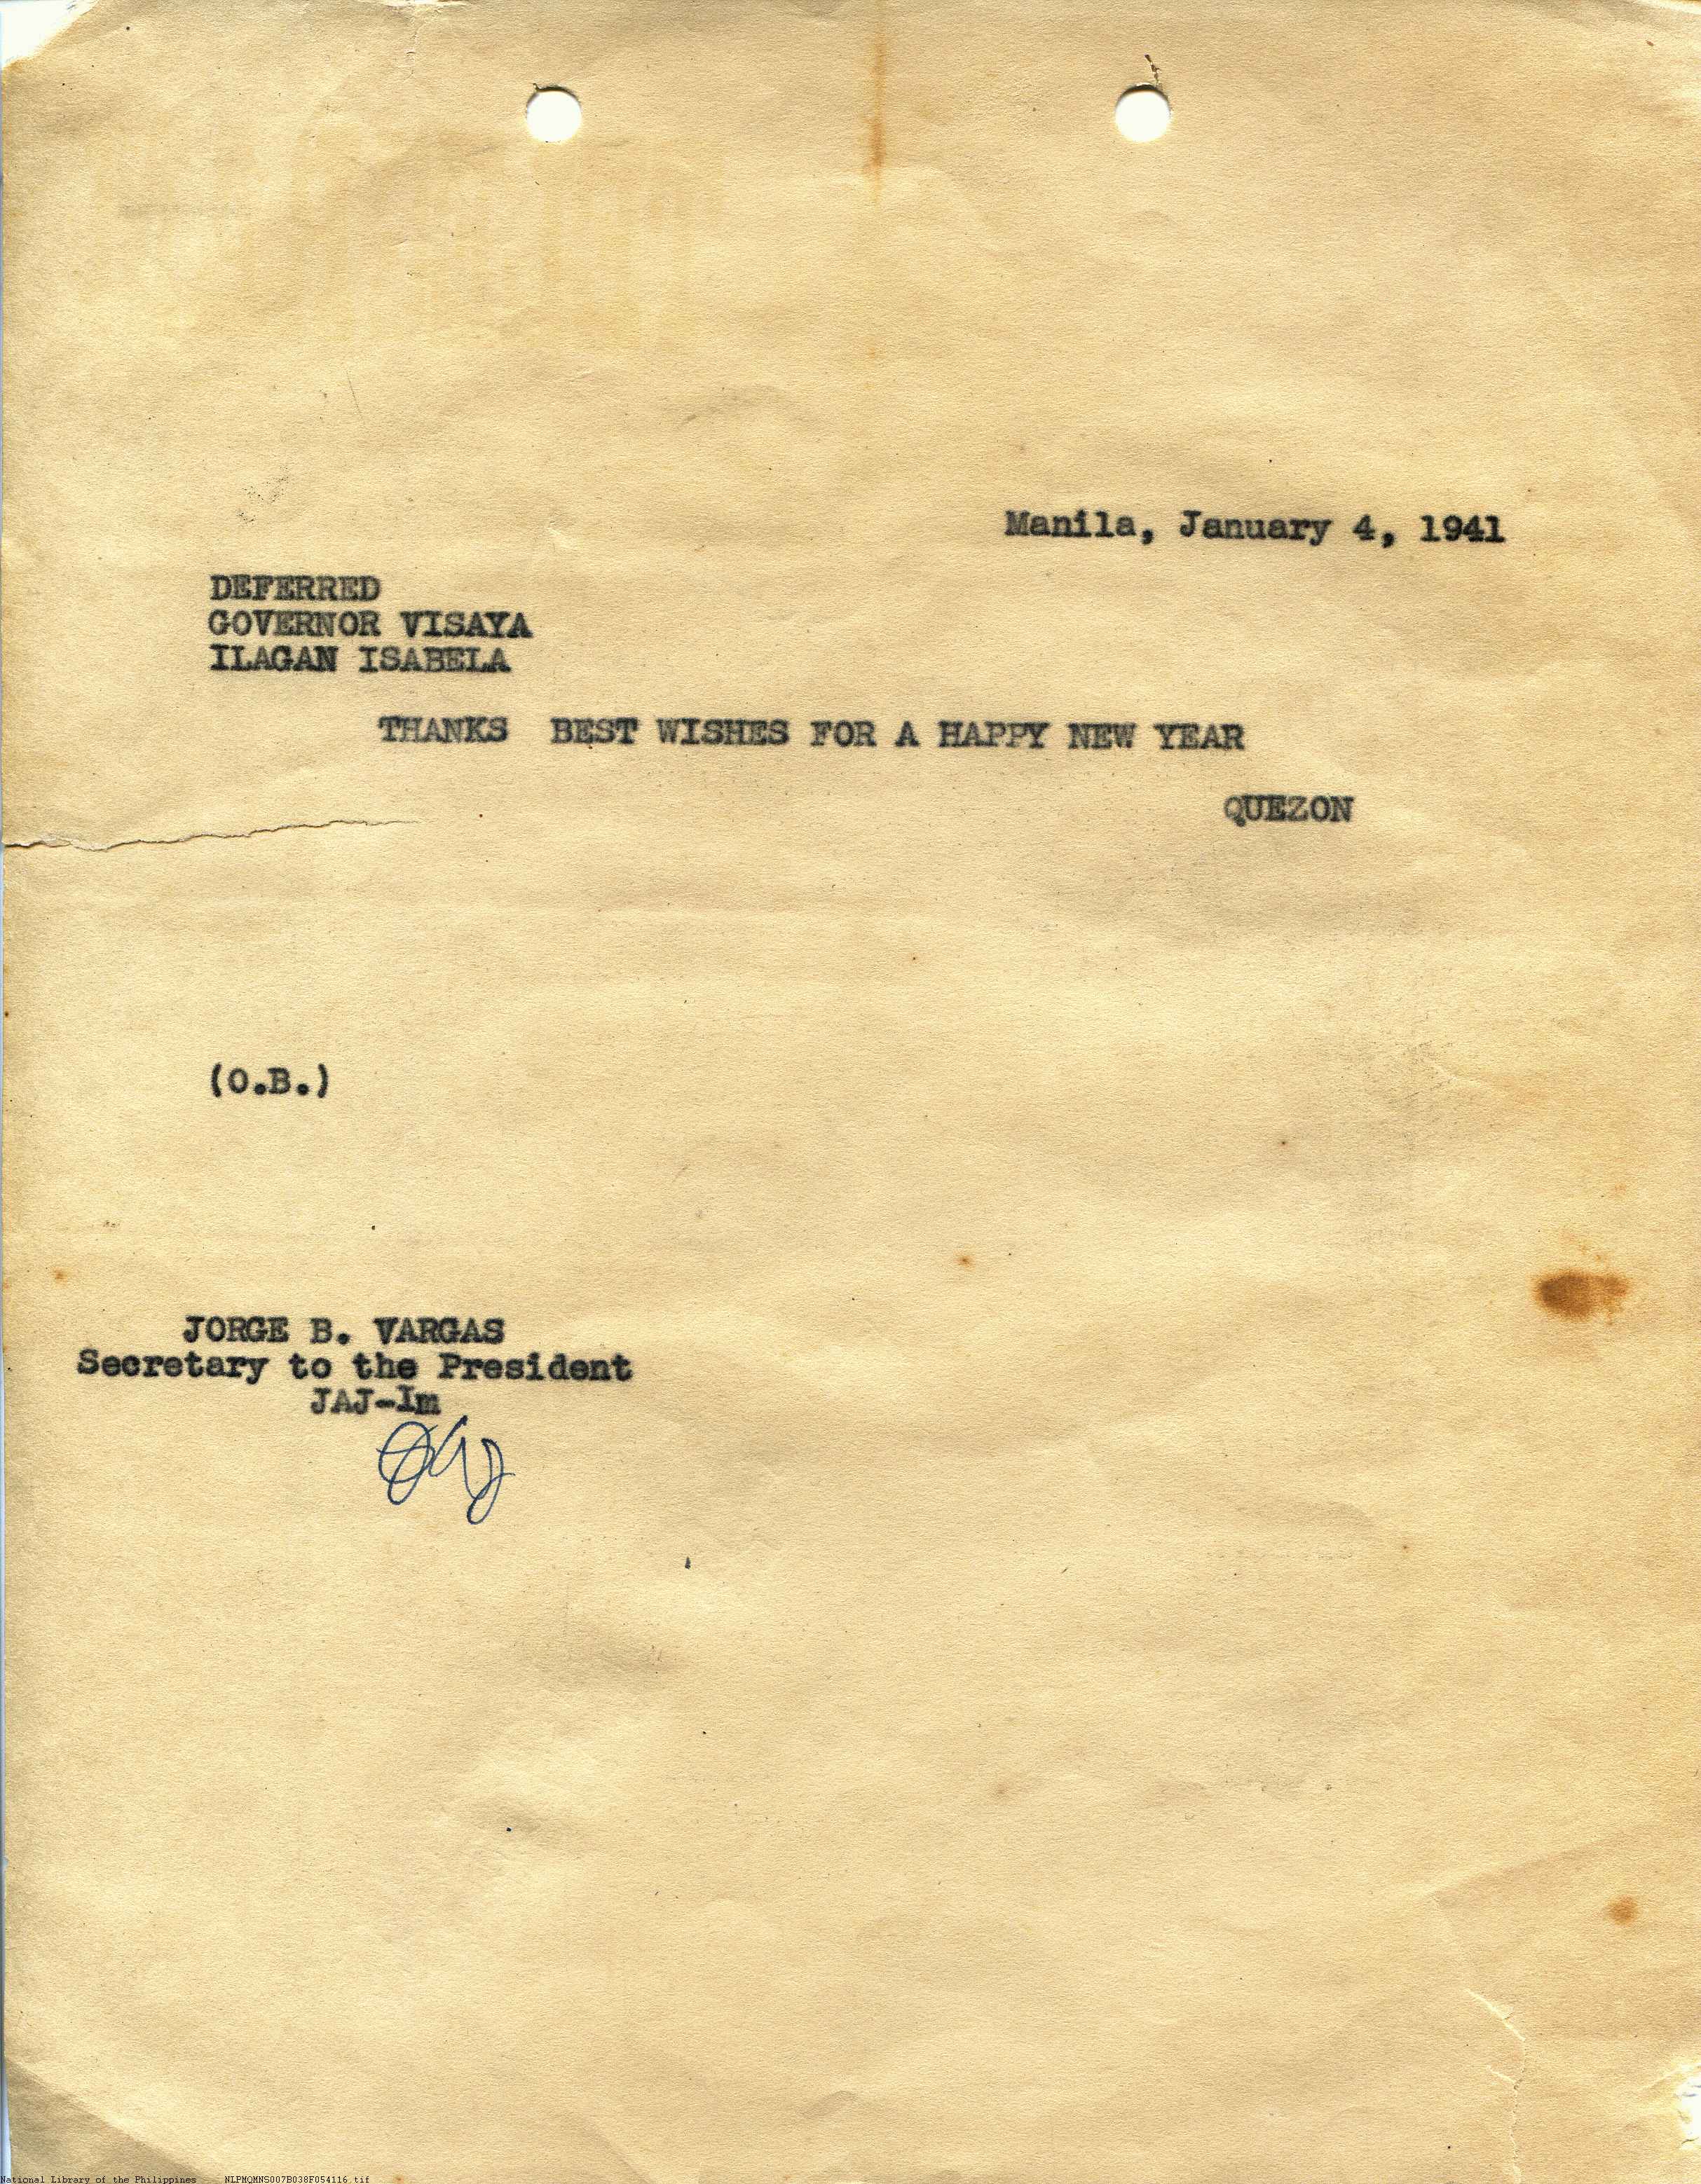 Manila, January 4, 1941
DEFERRED
GOVERNOR VISAYA
ILAGAN ISABELA
THANKS BEST WISHES FOR A HAPPY NEW YEAR
QUEZON
(O.B.)
JORGE B. VARGAS
Secretary to the President
JAJ-Im
National Library of the Philippines NLPMQMNS007B038F054116.tif